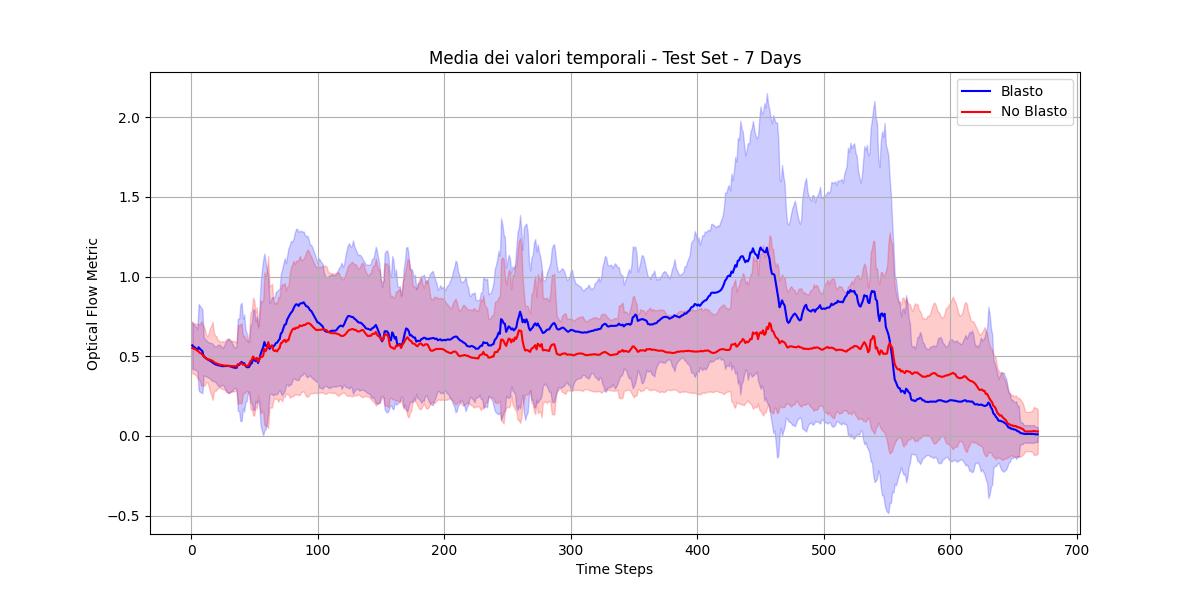 Media dei valori temporali - Test Set - 7 Days
Blasto
No Blasto
2.0
1.5
1.0
0.5
0.0
−0.5
Optical Flow Metric
0 100 200 300 400 500 600 700
Time Steps